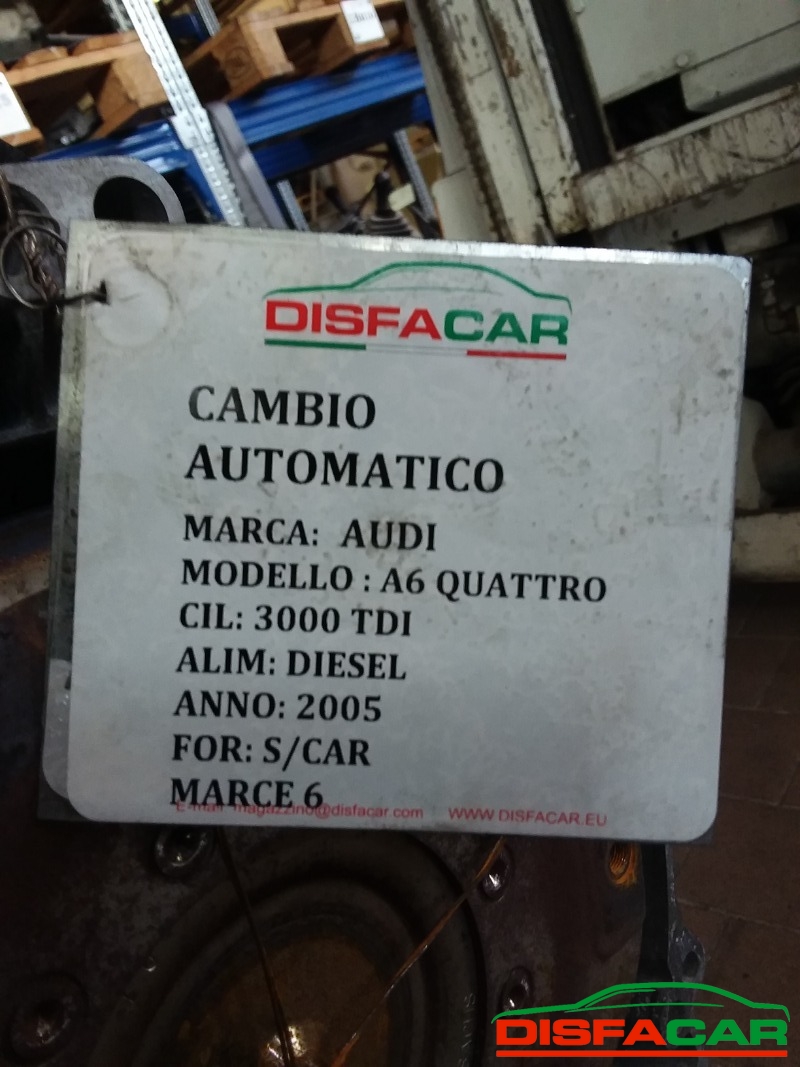 DISFACAR
CAMBIO
AUTOMATICO
MARCA: AUDI
MODELLO : A6 QUATTRO
CIL: 3000 TDI
ALIM: DIESEL
ANNO: 2005
FOR: S/CAR
MARCE 6
E-mail magazzino@disfacar.com WWW.DISFACAR.EU
DISFACAR